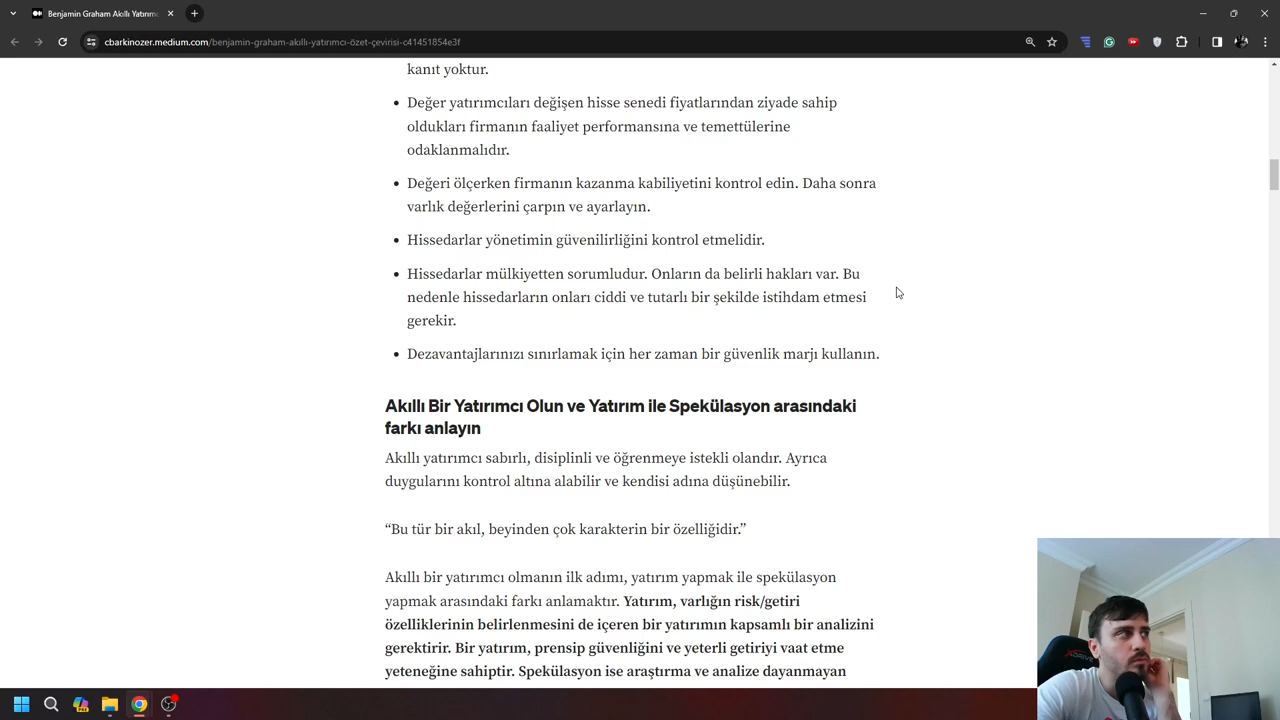 Benjamin Graham Akıllı Yatırımc
cbarkinozer.medium.com/benjamin-graham-akıllı-yatırımcı-özet-çevirisi-c41451854e3f
kanıt yoktur.
• Değer yatırımcıları değişen hisse senedi fiyatlarından ziyade sahip
oldukları firmanın faaliyet performansına ve temettülerine
odaklanmalıdır.
• Değeri ölçerken firmanın kazanma kabiliyetini kontrol edin. Daha sonra
varlık değerlerini çarpın ve ayarlayın.
• Hissedarlar yönetimin güvenilirliğini kontrol etmelidir.
• Hissedarlar mülkiyetten sorumludur. Onların da belirli hakları var. Bu
nedenle hissedarların onları ciddi ve tutarlı bir şekilde istihdam etmesi
gerekir.
• Dezavantajlarınızı sınırlamak için her zaman bir güvenlik marjı kullanın.
Akıllı Bir Yatırımcı Olun ve Yatırım ile Spekülasyon arasındaki
farkı anlayın
Akıllı yatırımcı sabırlı, disiplinli ve öğrenmeye istekli olandır. Ayrıca
duygularını kontrol altına alabilir ve kendisi adına düşünebilir.
“Bu tür bir akıl, beyinden çok karakterin bir özelliğidir.”
Akıllı bir yatırımcı olmanın ilk adımı, yatırım yapmak ile spekülasyon
yapmak arasındaki farkı anlamaktır. Yatırım, varlığın risk/getiri
özelliklerinin belirlenmesini de içeren bir yatırımın kapsamlı bir analizini
gerektirir. Bir yatırım, prensip güvenliğini ve yeterli getiriyi vaat etme
yeteneğine sahiptir. Spekülasyon ise araştırma ve analize dayanmayan